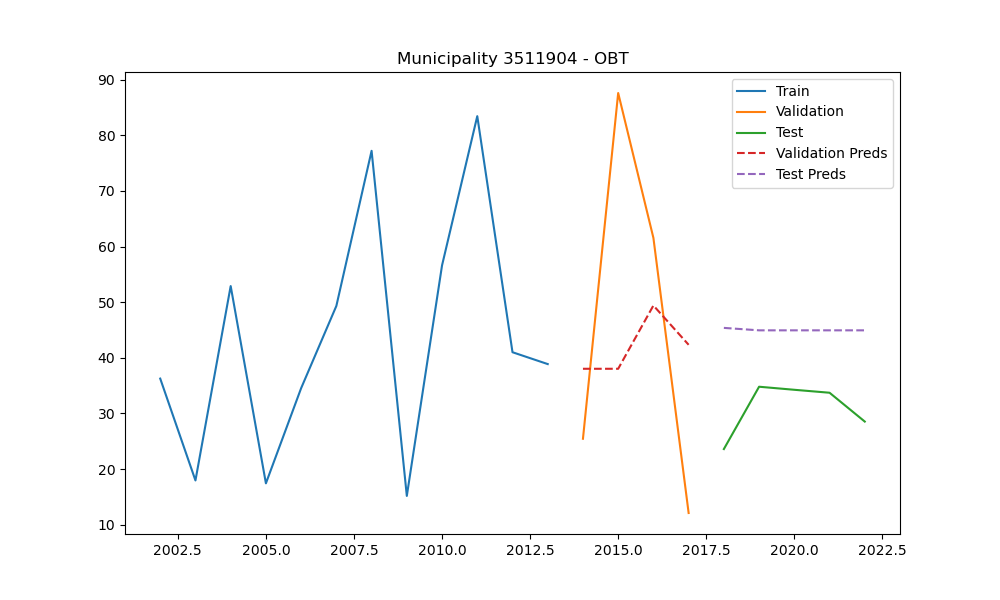 Municipality 3511904 - OBT
90
80
70
60
50
40
30
20
10
Train
Validation
Test
Validation Preds
Test Preds
2002.5 2005.0 2007.5 2010.0 2012.5 2015.0 2017.5 2020.0 2022.5